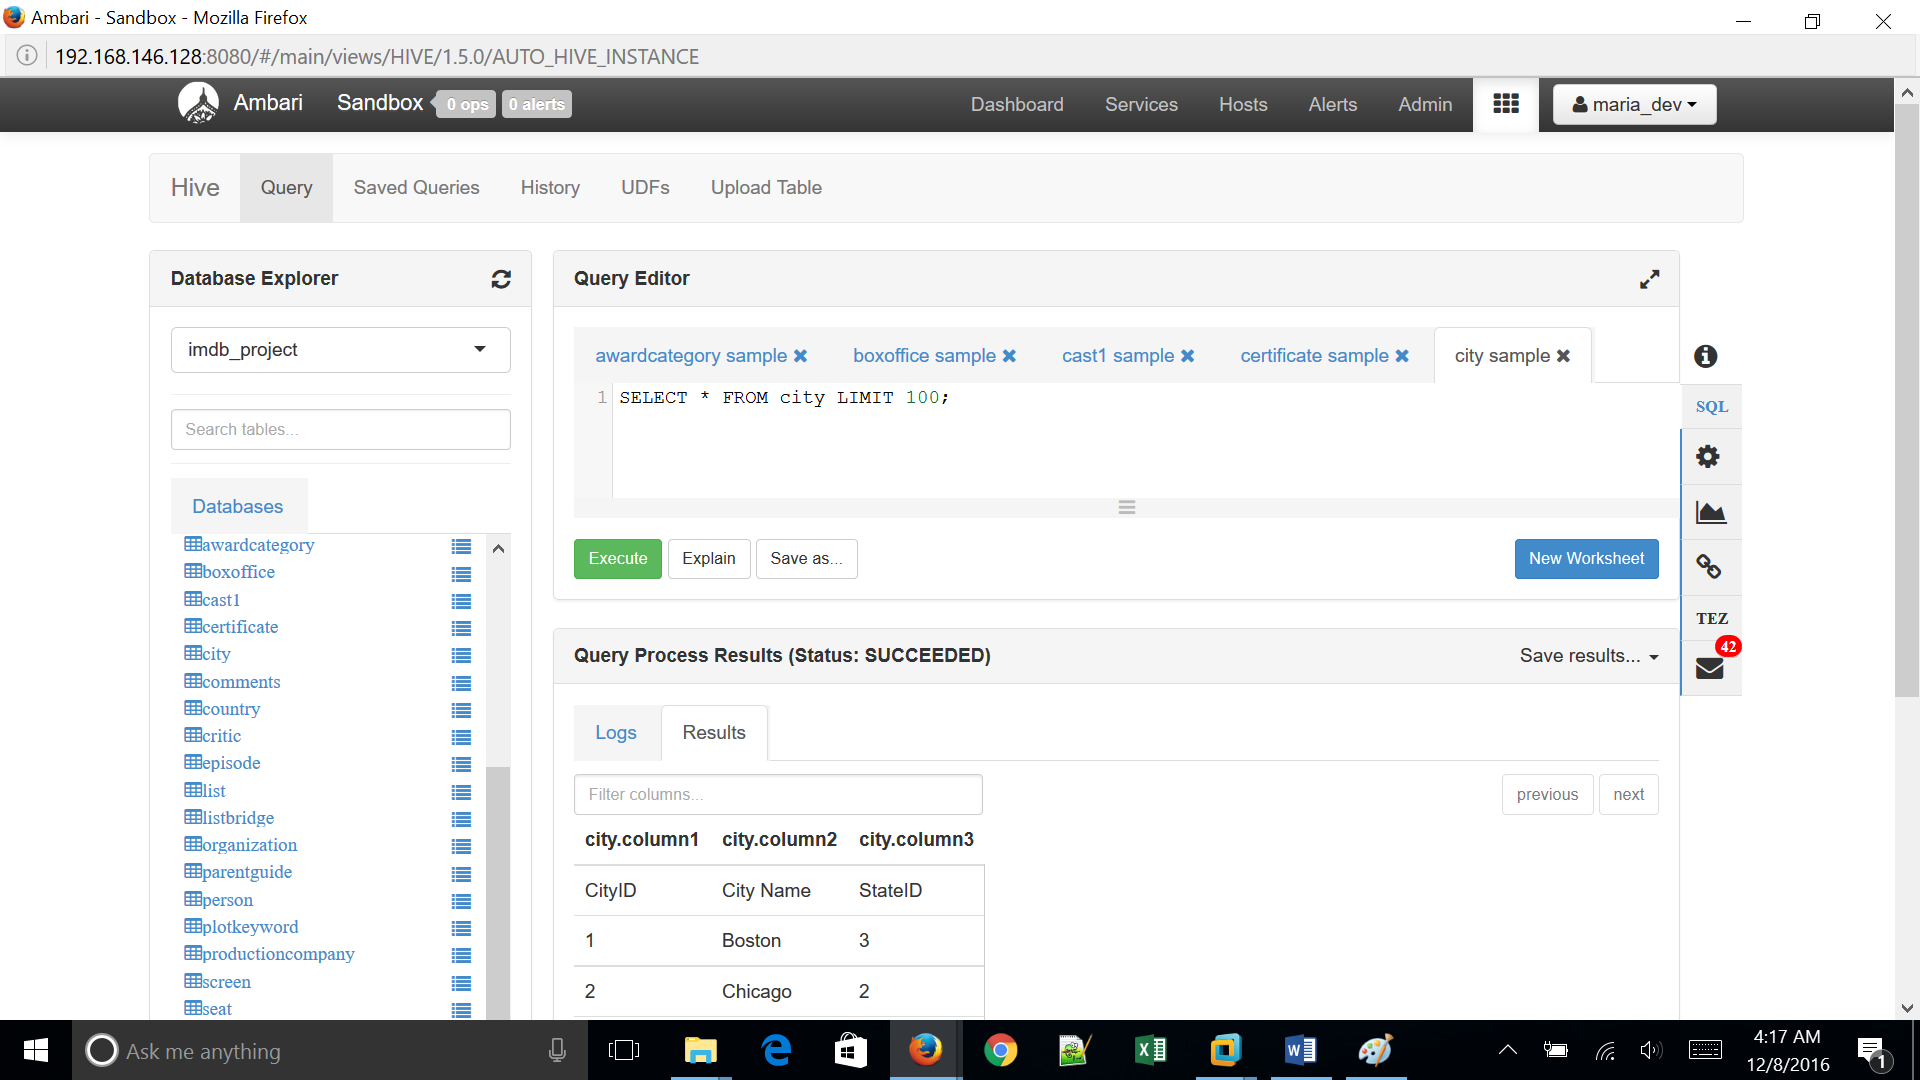 Ambari - Sandbox - Mozilla Firefox
192.168.146.128:8080/#/main/views/HIVE/1.5.0/AUTO_HIVE_INSTANCE
Ambari Sandbox 0 ops 0 alerts Dashboard Services Hosts Alerts Admin maria_dev
Hive Query Saved Queries History UDFs Upload Table
Database Explorer
imdb_project
Search tables...
Databases
awardcategory
boxoffice
cast1
certificate
city
comments
country
critic
episode
list
listbridge
organization
parentguide
person
plotkeyword
productioncompany
screen
seat
Query Editor
awardcategory sample boxoffice sample cast1 sample certificate sample city sample
1 SELECT * FROM city LIMIT 100;
Execute Explain Save as... New Worksheet
SQL
TEZ
42
Query Process Results (Status: SUCCEEDED) Save results...
Logs Results
Filter columns... previous next
city.column1 city.column2 city.column3
CityID City Name StateID
1 Boston 3
2 Chicago 2
Ask me anything
4:17 AM
12/8/2016
1